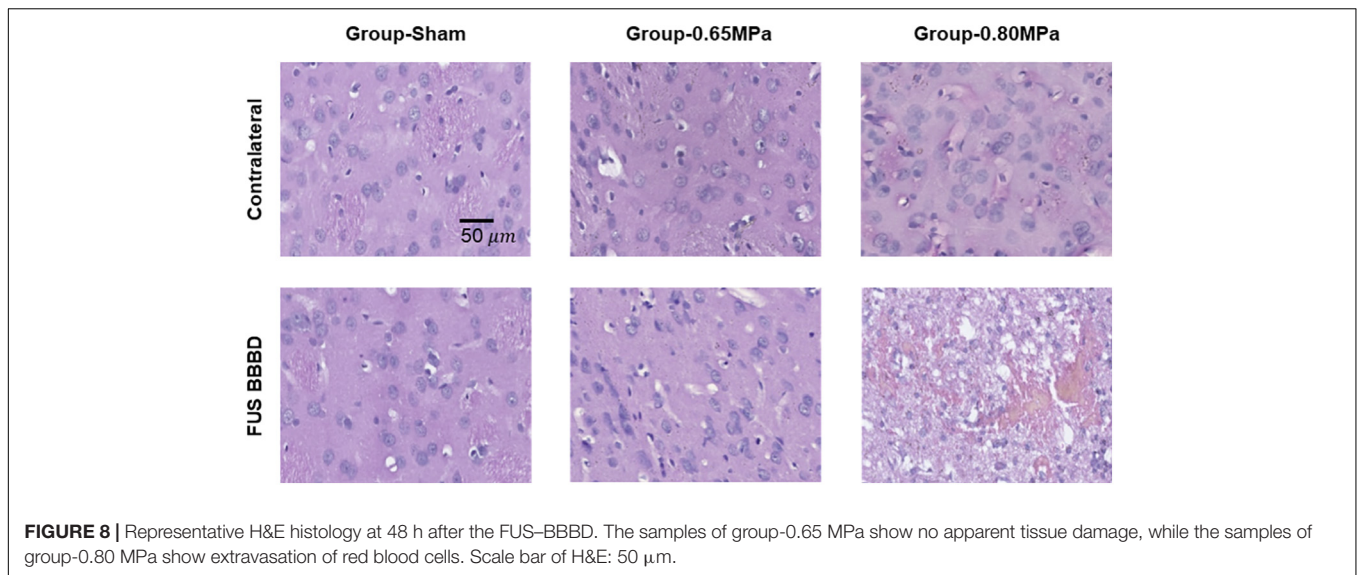 Group-Sham
Group-0.65MPa
Group-0.80MPa
Contralateral
50 μm
FUS BBBD
FIGURE 8 | Representative H&E histology at 48 h after the FUS–BBBD. The samples of group-0.65 MPa show no apparent tissue damage, while the samples of
group-0.80 MPa show extravasation of red blood cells. Scale bar of H&E: 50 μm.